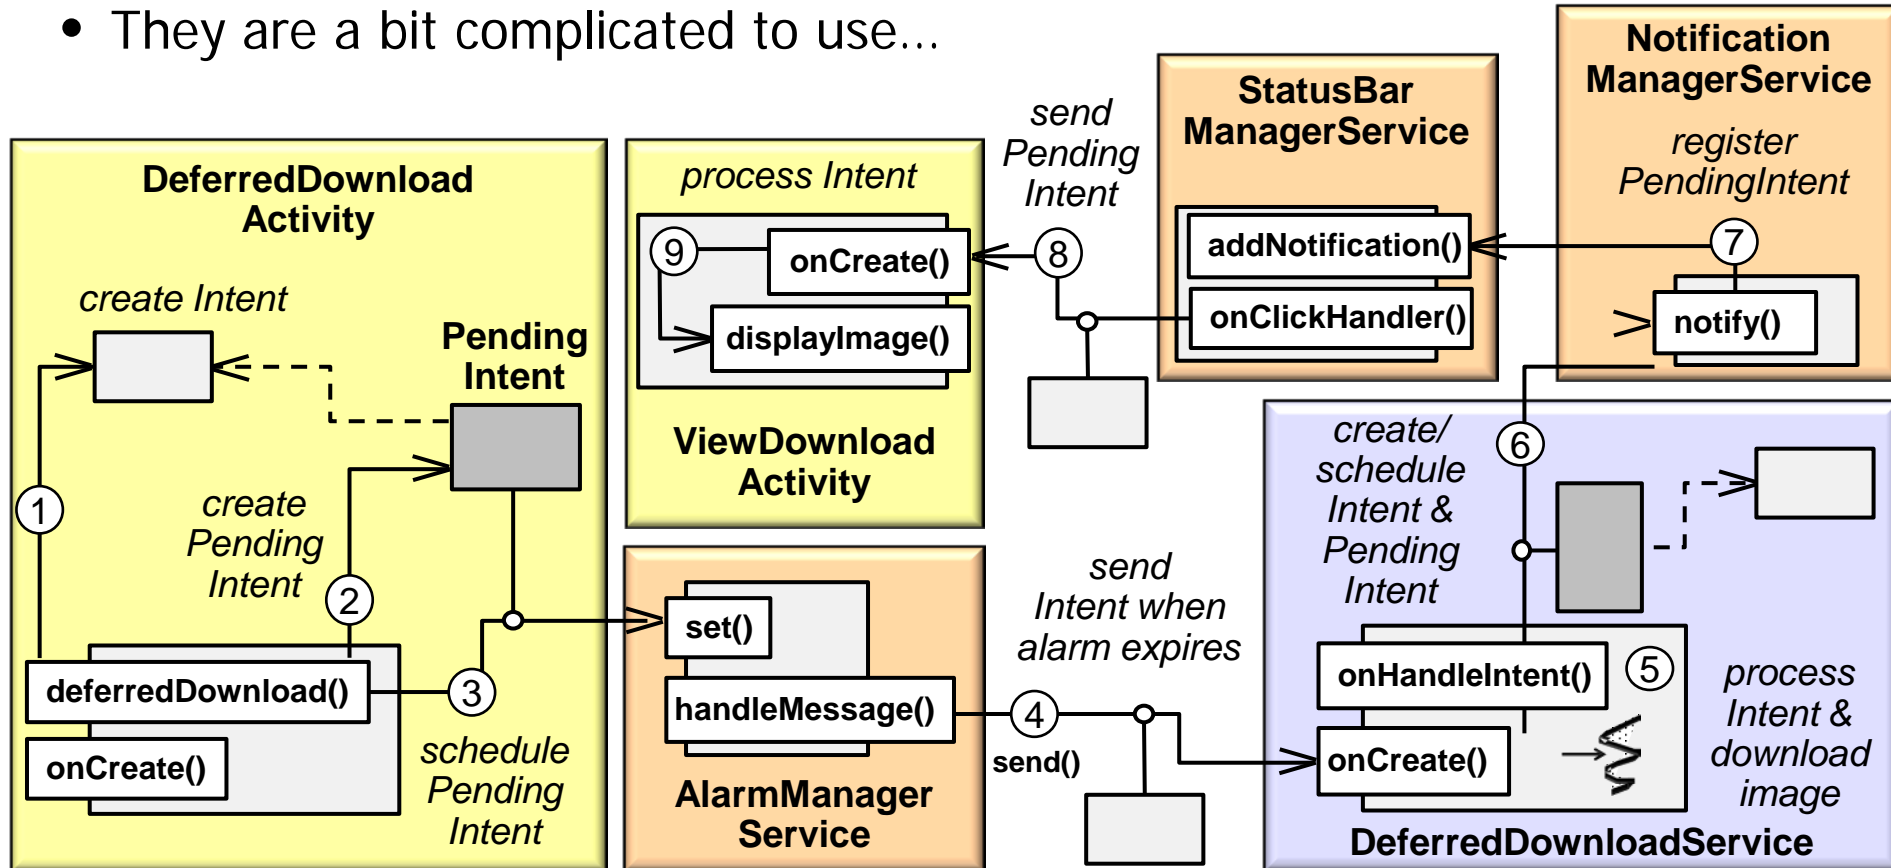 • They are a bit complicated to use...
DeferredDownload
Activity
create Intent
Pending
Intent
1
create
Pending
Intent
2
deferredDownload()
3
onCreate()
schedule
Pending
Intent
process Intent
9
onCreate()
displayImage()
ViewDownload
Activity
send
Pending
Intent
8
StatusBar
ManagerService
addNotification()
onClickHandler()
Notification
ManagerService
register
PendingIntent
7
notify()
set()
handleMessage()
AlarmManager
Service
send
Intent when
alarm expires
4
send()
create/
schedule
Intent &
Pending
Intent
6
onHandleIntent()
5
onCreate()
process
Intent &
download
image
DeferredDownloadService